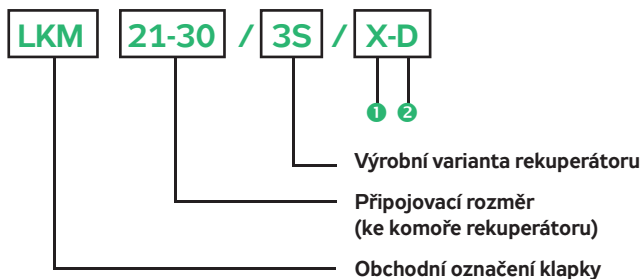 LKM 21-30 / 3S / X-D
1 2
Výrobní varianta rekuperátoru
Připojovací rozměr
(ke komoře rekuperátoru)
Obchodní označení klapky